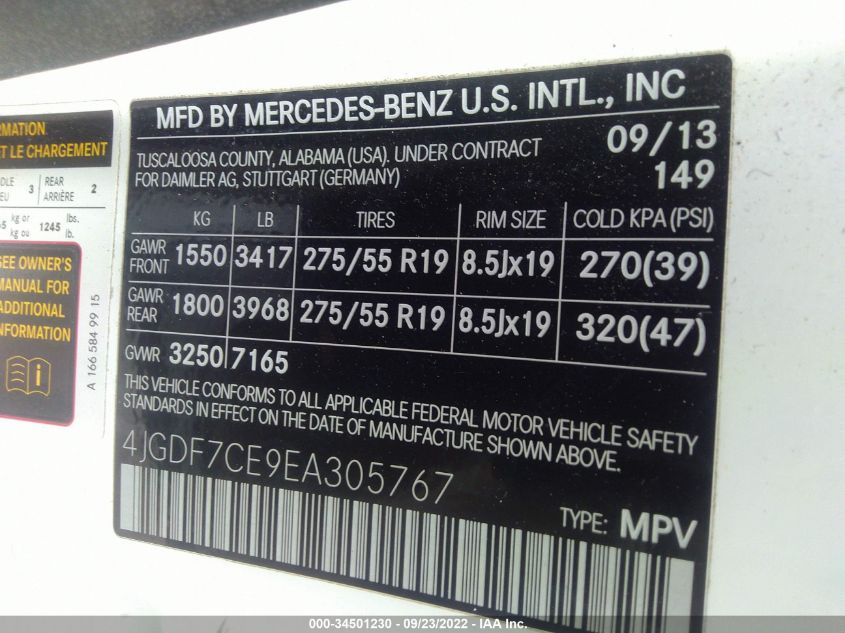 RMATION
ET LE CHARGEMENT
3 REAR
ARRIÈRE 2
kg or
kg ou 1245 lbs.
lb.
SEE OWNER'S
MANUAL FOR
ADDITIONAL
INFORMATION
A 166 584 99 15
MFD BY MERCEDES-BENZ U.S. INTL., INC
TUSCALOOSA COUNTY, ALABAMA (USA). UNDER CONTRACT
FOR DAIMLER AG, STUTTGART (GERMANY)
09/13
149
KG LB TIRES RIM SIZE COLD KPA (PSI)
GAWR
FRONT 1550 3417 275/55 R19 8.5Jx19 270(39)
GAWR
REAR 1800 3968 275/55 R19 8.5Jx19 320(47)
GVWR 3250 7165
THIS VEHICLE CONFORMS TO ALL APPLICABLE FEDERAL MOTOR VEHICLE SAFETY
STANDARDS IN EFFECT ON THE DATE OF MANUFACTURE SHOWN ABOVE.
4JGDF7CE9EA305767
TYPE: MPV
000-34501230 - 09/23/2022 - IAA Inc.